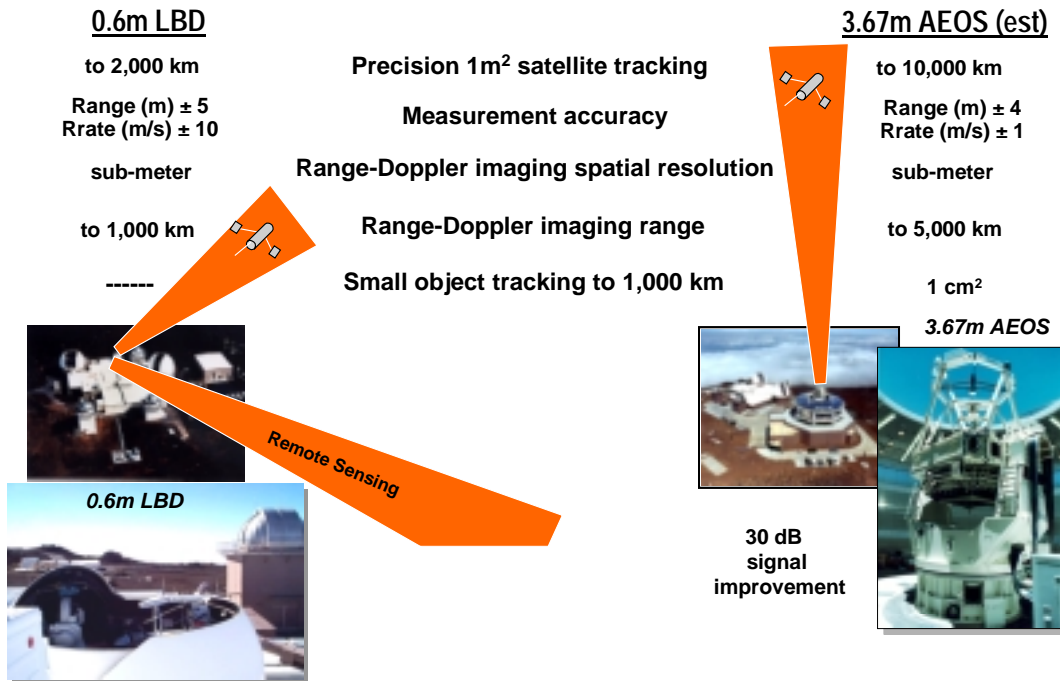 0.6m LBD
3.67m AEOS (est)
to 2,000 km
Precision 1m² satellite tracking
to 10,000 km
Range (m) ± 5
Rrate (m/s) ± 10
Measurement accuracy
Range (m) ± 4
Rrate (m/s) ± 1
sub-meter
Range-Doppler imaging spatial resolution
sub-meter
to 1,000 km
Range-Doppler imaging range
to 5,000 km
------
Small object tracking to 1,000 km
1 cm²
3.67m AEOS
Remote Sensing
0.6m LBD
30 dB
signal
improvement